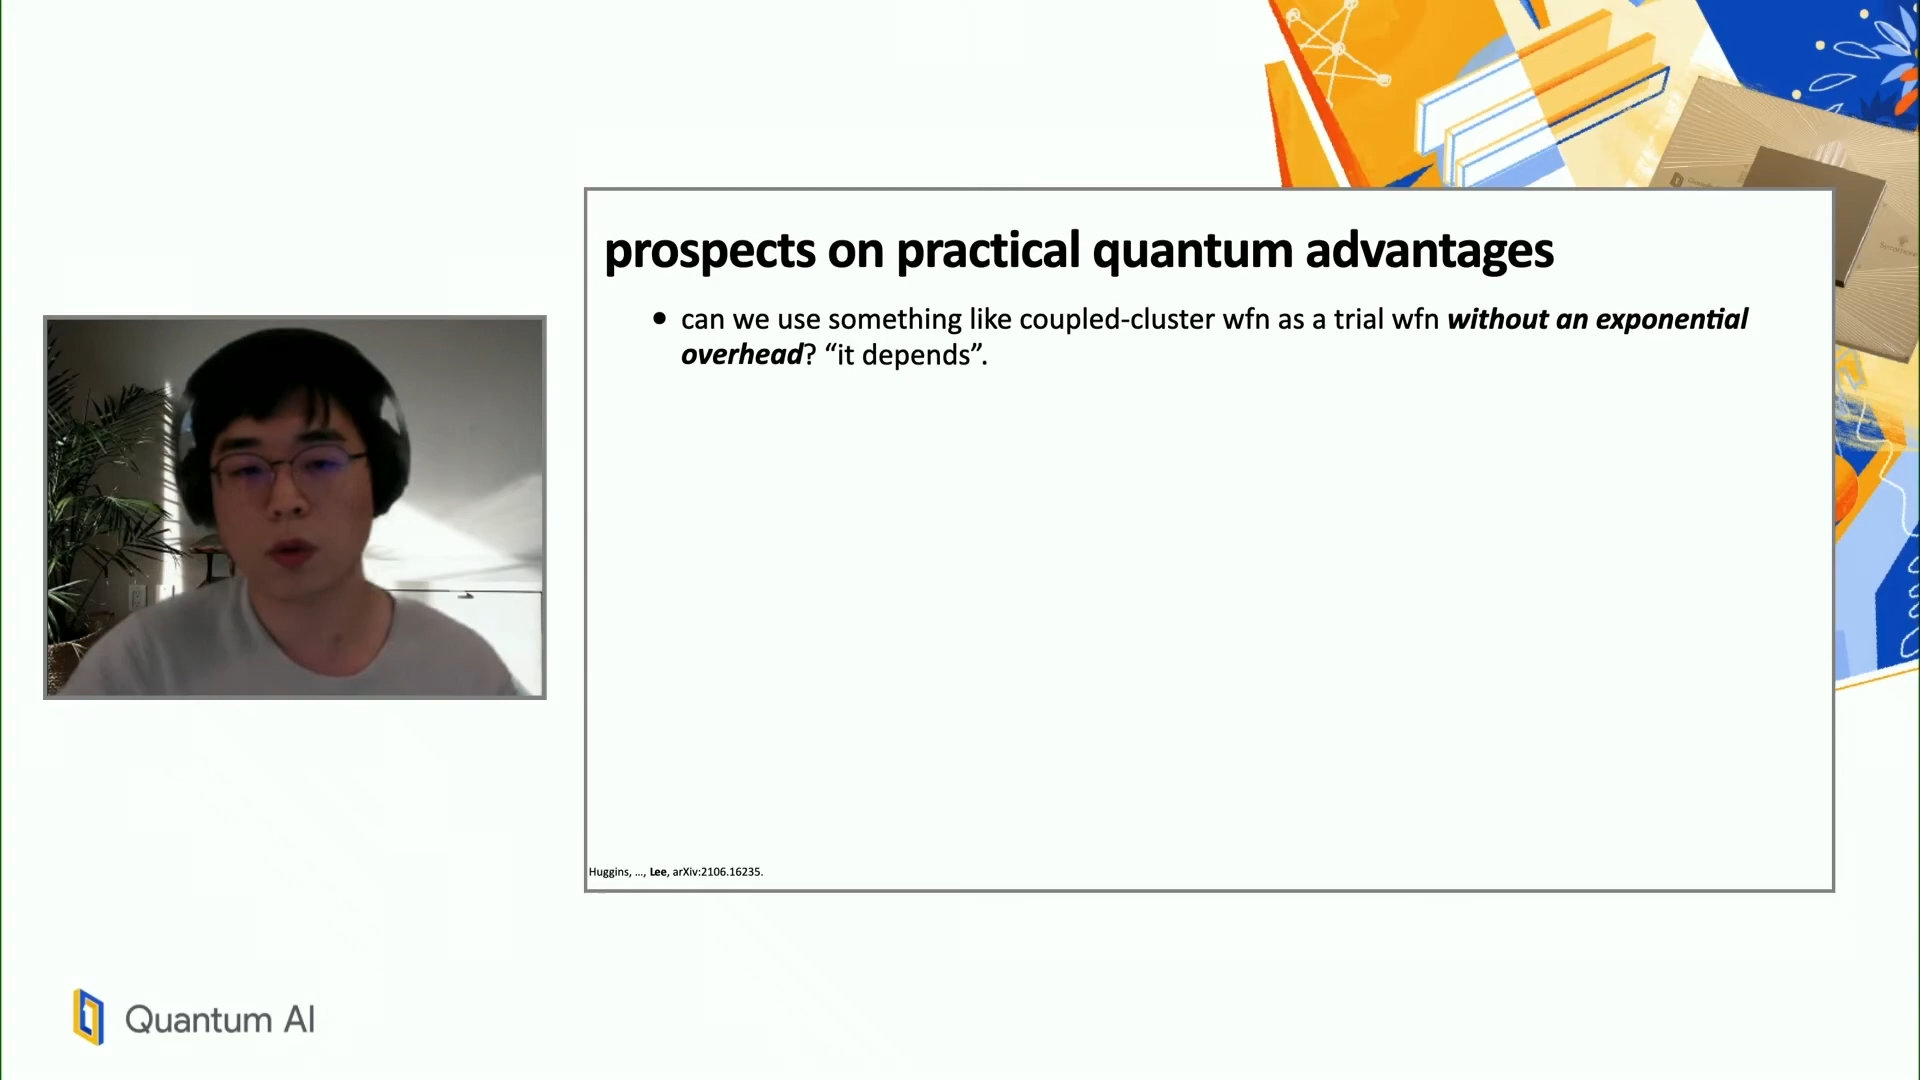 prospects on practical quantum advantages
• can we use something like coupled-cluster wfn as a trial wfn without an exponential
overhead? “it depends”.
Huggins, ..., Lee, arXiv:2106.16235.
Quantum AI